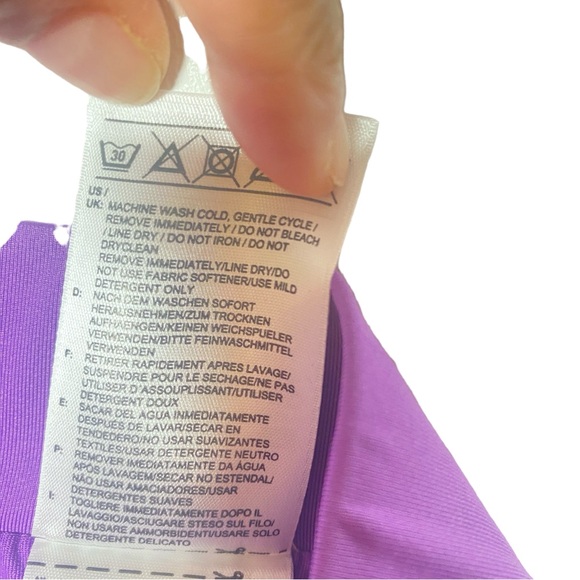 30
US /
UK: MACHINE WASH COLD, GENTLE CYCLE /
REMOVE IMMEDIATELY / DO NOT BLEACH
/ LINE DRY / DO NOT IRON / DO NOT
DRYCLEAN
REMOVE IMMEDIATELY/LINE DRY/DO
NOT USE FABRIC SOFTENER/USE MILD
DETERGENT ONLY
D: NACH DEM WASCHEN SOFORT
HERAUSNEHMEN/ZUM TROCKNEN
AUFHAENGEN/KEINEN WEICHSPUELER
VERWENDEN/BITTE FEINWASCHMITTEL
VERWENDEN
F: RETIRER RAPIDEMENT APRES LAVAGE/
SUSPENDRE POUR LE SECHAGE/NE PAS
UTILISER D'ASSOUPLISSANT/UTILISER
DETERGENT DOUX
E: SACAR DEL AGUA INMEDIATAMENTE
DESPUÉS DE LAVAR/SECAR EN
TENDEDERO/NO USAR SUAVIZANTES
TEXTILES/USAR DETERGENTE NEUTRO
P: REMOVER IMEDIATAMENTE DA ÁGUA
APÓS LAVAGEM/SECAR NO ESTENDAL/
NÃO USAR AMACIADORES/USAR
DETERGENTES SUAVES
I: TOGLIERE IMMEDIATAMENTE DOPO IL
LAVAGGIO/ASCIUGARE STESO SUL FILO/
NON USARE AMMORBIDENTI/USARE SOLO
DETERGENTE DELICATO